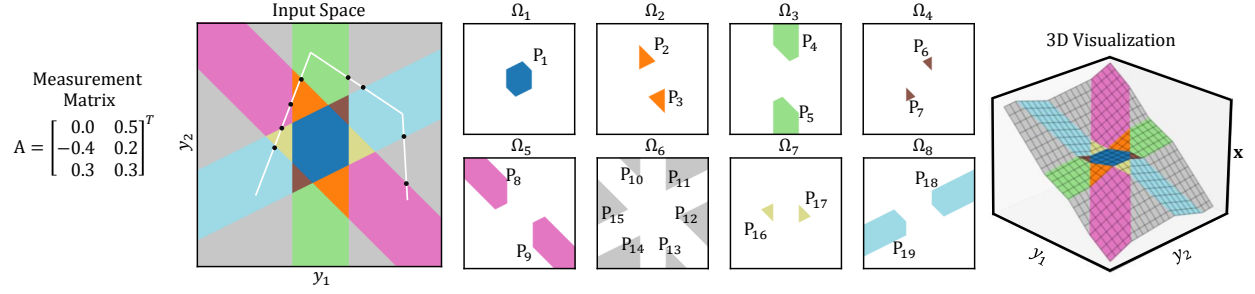 Measurement
Matrix
A = [ 0.0 0.5
−0.4 0.2
0.3 0.3 ]ᵀ
Input Space
y₂
y₁
Ω₁
P₁
Ω₂
P₂
P₃
Ω₃
P₄
P₅
Ω₄
P₆
P₇
Ω₅
P₈
P₉
Ω₆
P₁₀
P₁₁
P₁₅
P₁₂
P₁₄
P₁₃
Ω₇
P₁₇
P₁₆
Ω₈
P₁₈
P₁₉
3D Visualization
x
y₁
y₂